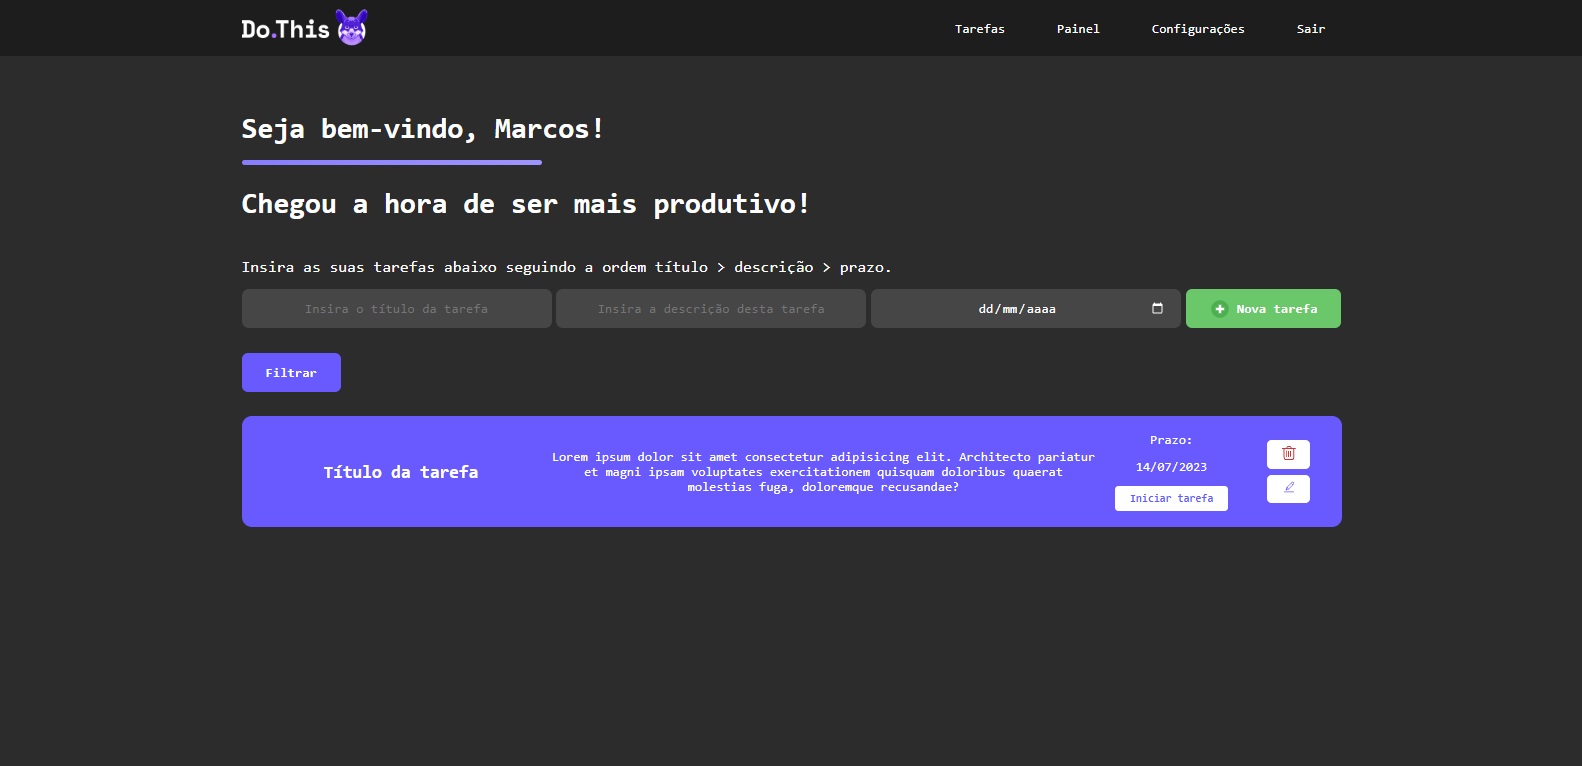 Do.This
Tarefas Painel Configurações Sair
Seja bem-vindo, Marcos!
Chegou a hora de ser mais produtivo!
Insira as suas tarefas abaixo seguindo a ordem título > descrição > prazo.
Insira o título da tarefa Insira a descrição desta tarefa dd/mm/aaaa Nova tarefa
Filtrar
Título da tarefa
Lorem ipsum dolor sit amet consectetur adipisicing elit. Architecto pariatur
et magni ipsam voluptates exercitationem quisquam doloribus quaerat
molestias fuga, doloremque recusandae?
Prazo:
14/07/2023
Iniciar tarefa